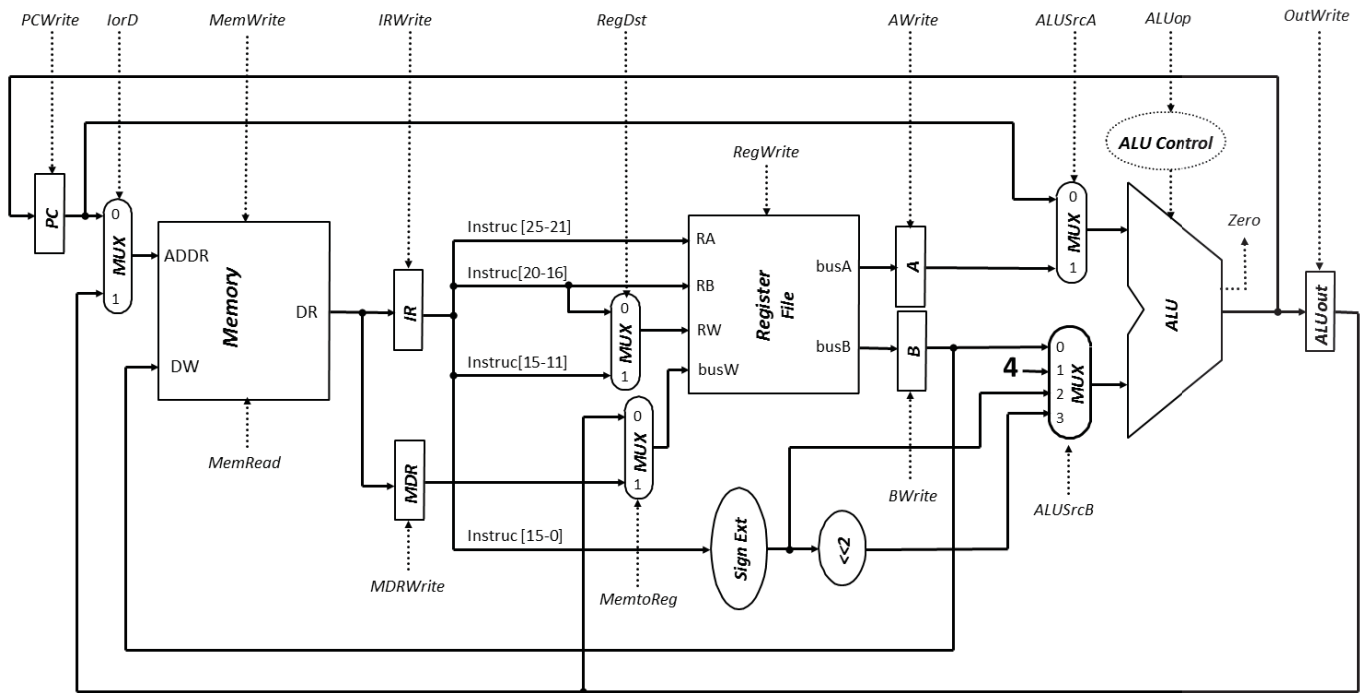 PCWrite
IorD
MemWrite
IRWrite
RegDst
AWrite
ALUSrcA
ALUop
OutWrite
ALU Control
RegWrite
PC
0
MUX
1
ADDR
Memory
DR
DW
MemRead
IR
MDR
MDRWrite
Instruc [25-21]
Instruc[20-16]
Instruc[15-11]
Instruc [15-0]
0
MUX
1
0
MUX
1
MemtoReg
RA
RB
RW
busW
Register
File
busA
busB
A
B
BWrite
Sign Ext
<<2
0
MUX
1
4
0
1
2
3
MUX
ALUSrcB
ALU
Zero
ALUout